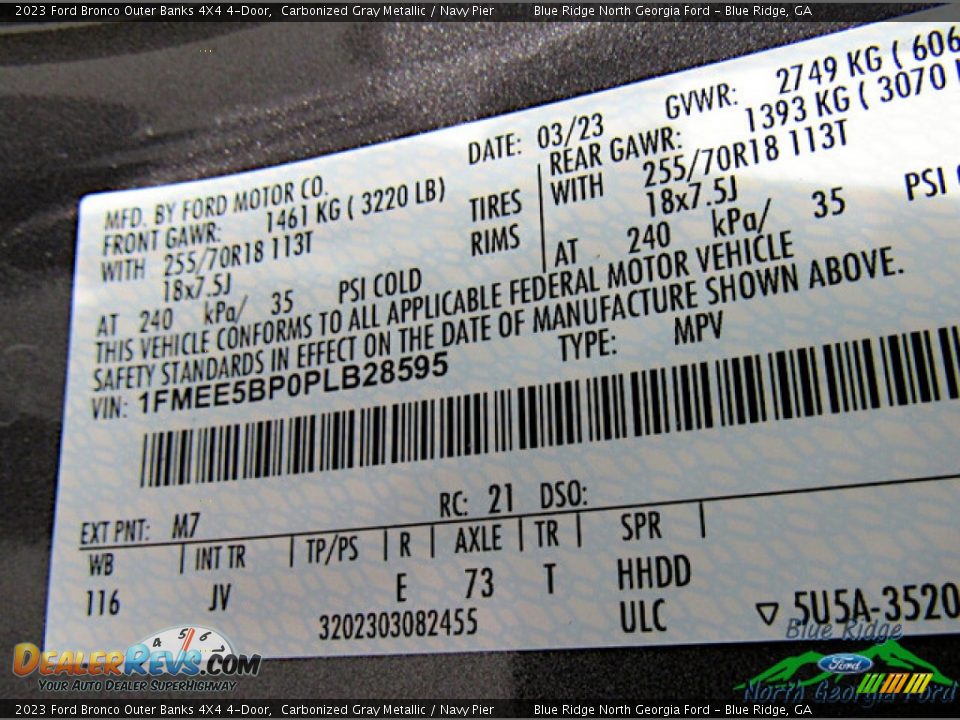 2023 Ford Bronco Outer Banks 4X4 4-Door, Carbonized Gray Metallic / Navy Pier Blue Ridge North Georgia Ford - Blue Ridge, GA
MFD. BY FORD MOTOR CO. DATE: 03/23 GVWR: 2749 KG ( 606
FRONT GAWR: 1461 KG ( 3220 LB) REAR GAWR: 1393 KG ( 3070
WITH 255/70R18 113T TIRES WITH 255/70R18 113T
18x7.5J RIMS 18x7.5J
AT 240 kPa/ 35 PSI COLD AT 240 kPa/ 35 PSI
THIS VEHICLE CONFORMS TO ALL APPLICABLE FEDERAL MOTOR VEHICLE
SAFETY STANDARDS IN EFFECT ON THE DATE OF MANUFACTURE SHOWN ABOVE.
VIN: 1FMEE5BP0PLB28595 TYPE: MPV
EXT PNT: M7 RC: 21 DSO:
WB INT TR TP/PS R AXLE TR SPR
116 JV E 73 T HHDD
3202303082455 ULC 5U5A-3520
4 5 6
DEALERREVS.COM
YOUR AUTO DEALER SUPERHIGHWAY
Blue Ridge
Ford
North Georgia Ford
2023 Ford Bronco Outer Banks 4X4 4-Door, Carbonized Gray Metallic / Navy Pier Blue Ridge North Georgia Ford - Blue Ridge, GA